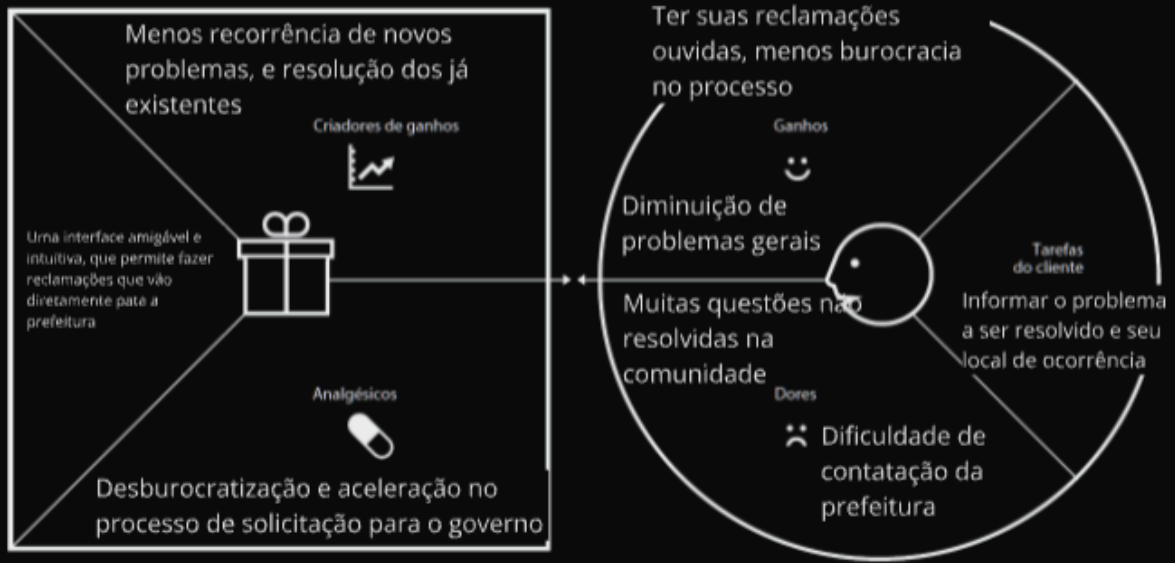 Menos recorrência de novos
problemas, e resolução dos já
existentes
Criadores de ganhos
Uma interface amigável e
intuitiva, que permite fazer
reclamações que vão
diretamente pata a
prefeitura
Analgésicos
Desburocratização e aceleração no
processo de solicitação para o governo
Ter suas reclamações
ouvidas, menos burocracia
no processo
Ganhos
Diminuição de
problemas gerais
Tarefas
do cliente
Informar o problema
a ser resolvido e seu
local de ocorrência
Muitas questões não
resolvidas na
comunidade
Dores
Dificuldade de
contatação da
prefeitura